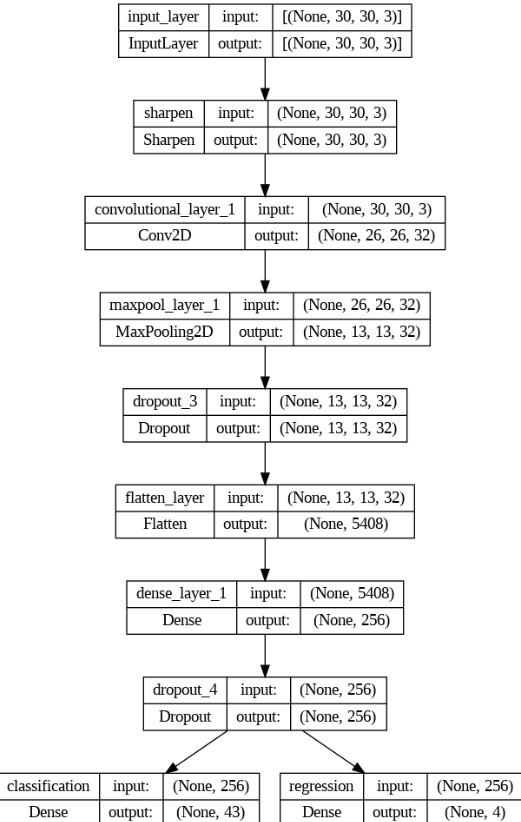 input_layer input: [(None, 30, 30, 3)]
InputLayer output: [(None, 30, 30, 3)]
sharpen input: (None, 30, 30, 3)
Sharpen output: (None, 30, 30, 3)
convolutional_layer_1 input: (None, 30, 30, 3)
Conv2D output: (None, 26, 26, 32)
maxpool_layer_1 input: (None, 26, 26, 32)
MaxPooling2D output: (None, 13, 13, 32)
dropout_3 input: (None, 13, 13, 32)
Dropout output: (None, 13, 13, 32)
flatten_layer input: (None, 13, 13, 32)
Flatten output: (None, 5408)
dense_layer_1 input: (None, 5408)
Dense output: (None, 256)
dropout_4 input: (None, 256)
Dropout output: (None, 256)
classification input: (None, 256)
Dense output: (None, 43)
regression input: (None, 256)
Dense output: (None, 4)